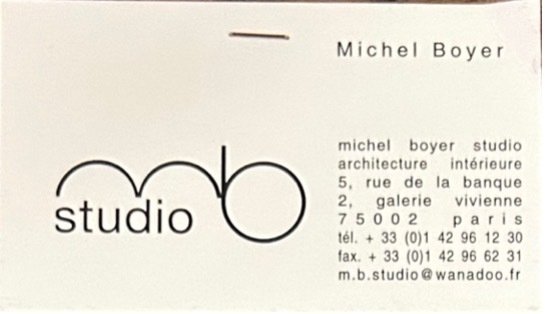 Michel Boyer
mb
studio
michel boyer studio
architecture intérieure
5, rue de la banque
2, galerie vivienne
75002 paris
tél. + 33 (0)1 42 96 12 30
fax. + 33 (0)1 42 96 62 31
m.b.studio@wanadoo.fr